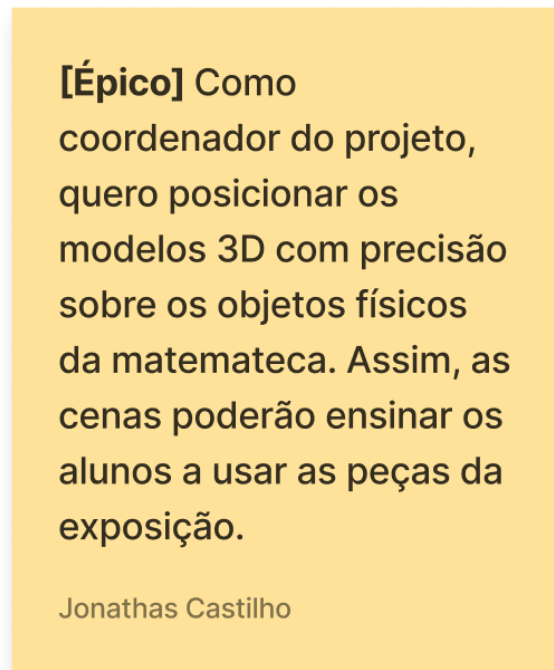 [Épico] Como
coordenador do projeto,
quero posicionar os
modelos 3D com precisão
sobre os objetos físicos
da matemateca. Assim, as
cenas poderão ensinar os
alunos a usar as peças da
exposição.
Jonathas Castilho